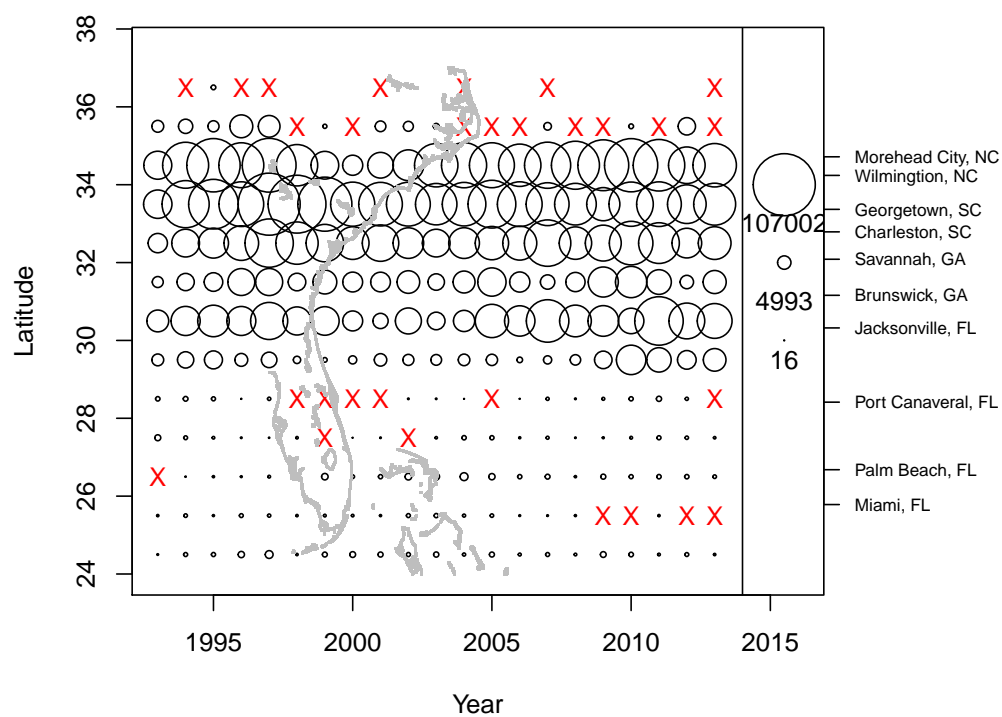 38
36
34
32
30
28
26
24
Latitude
X X X X X X X
X X X X X X X X X
X X X X X X
X X
X
X X X X
107002
4993
16
Morehead City, NC
Wilmington, NC
Georgetown, SC
Charleston, SC
Savannah, GA
Brunswick, GA
Jacksonville, FL
Port Canaveral, FL
Palm Beach, FL
Miami, FL
1995 2000 2005 2010 2015
Year